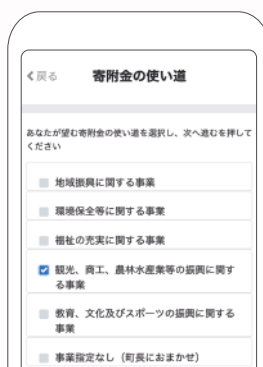 戻る 寄附金の使い道
あなたが望む寄附金の使い道を選択し、次へ進むを押して
ください
地域振興に関する事業
環境保全等に関する事業
福祉の充実に関する事業
観光、商工、農林水産業等の振興に関す
る事業
教育、文化及びスポーツの振興に関する
事業
事業指定なし（町長におまかせ）